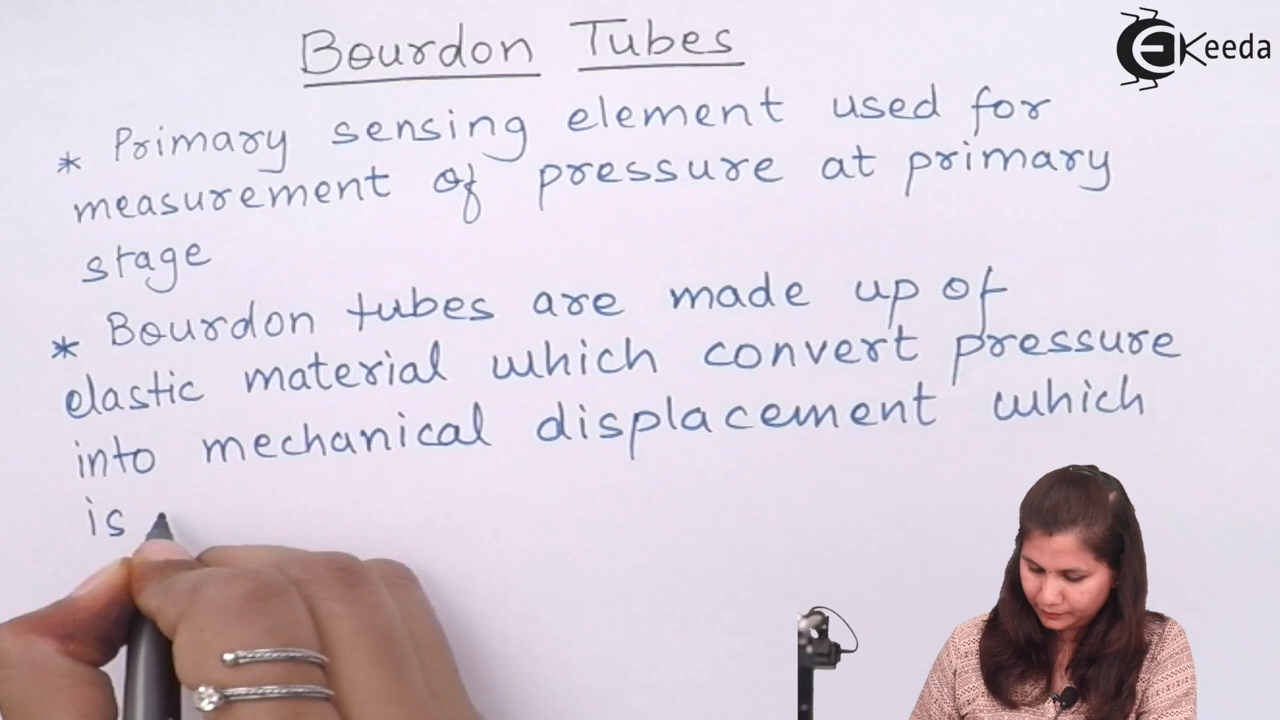 Bourdon Tubes
Keeda
* Primary sensing element used for
measurement of pressure at primary
stage
* Bourdon tubes are made up of
elastic material which convert pressure
into mechanical displacement which
is